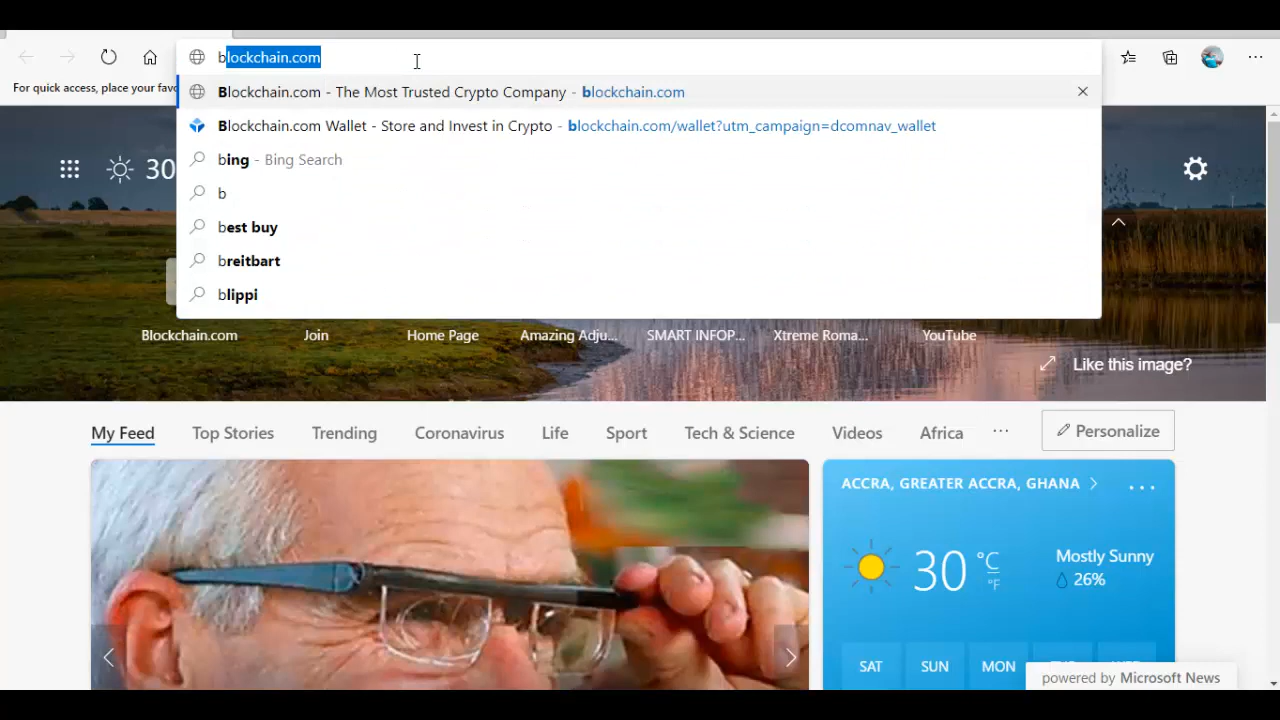 blockchain.com
For quick access, place your favor
Blockchain.com - The Most Trusted Crypto Company - blockchain.com
Blockchain.com Wallet - Store and Invest in Crypto - blockchain.com/wallet?utm_campaign=dcomnav_wallet
bing - Bing Search
b
best buy
breitbart
blippi
30
Blockchain.com Join Home Page Amazing Adju... SMART INFOP... Xtreme Roma... YouTube
Like this image?
My Feed Top Stories Trending Coronavirus Life Sport Tech & Science Videos Africa ... Personalize
ACCRA, GREATER ACCRA, GHANA
30 °C
°F
Mostly Sunny
26%
SAT SUN MON
powered by Microsoft News